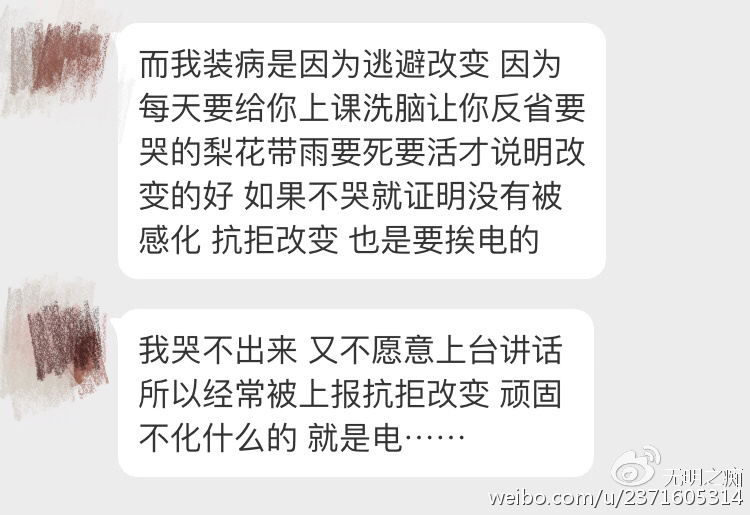 而我装病是因为逃避改变 因为
每天要给你上课洗脑让你反省要
哭的梨花带雨要死要活才说明改
变的好 如果不哭就证明没有被
感化 抗拒改变 也是要挨电的
我哭不出来 又不愿意上台讲话
所以经常被上报抗拒改变 顽固
不化什么的 就是电……
无明之痴
weibo.com/u/2371605314